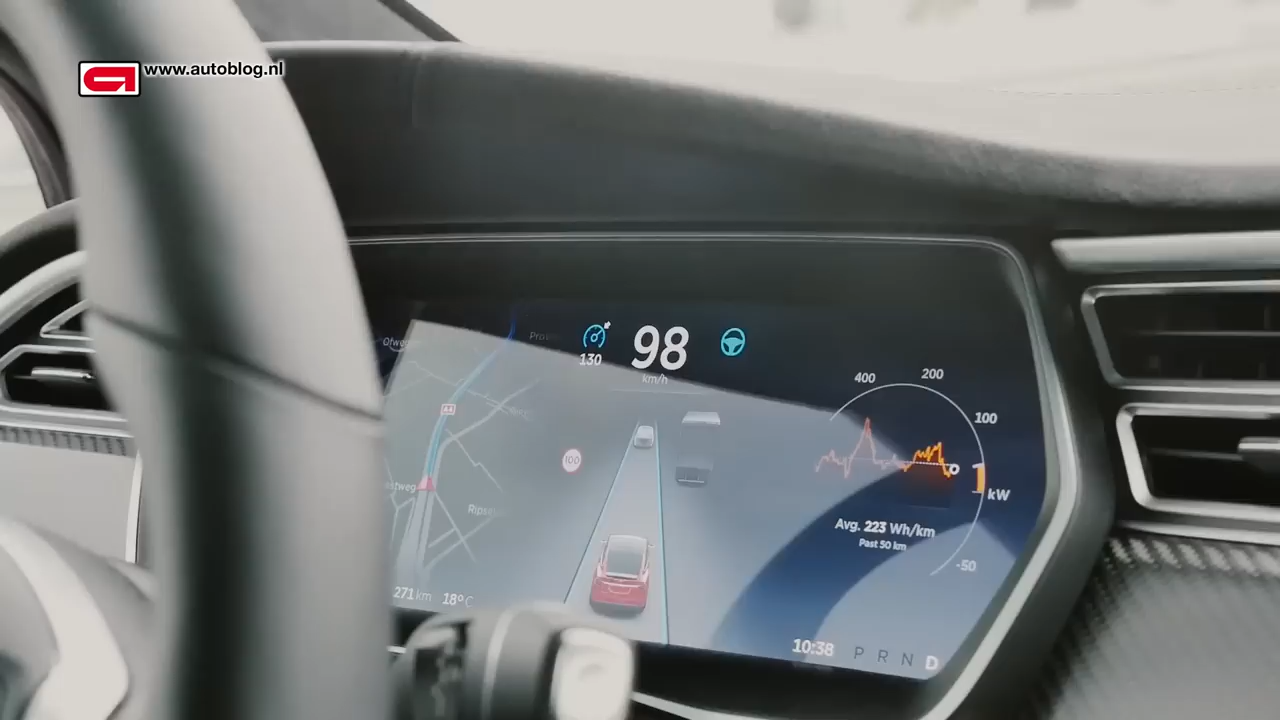 www.autoblog.nl
98
130
km/h
400
200
100
A4
100
kW
Avg. 223 Wh/km
Past 50 km
-50
271 km 18°C
10:38 P R N D